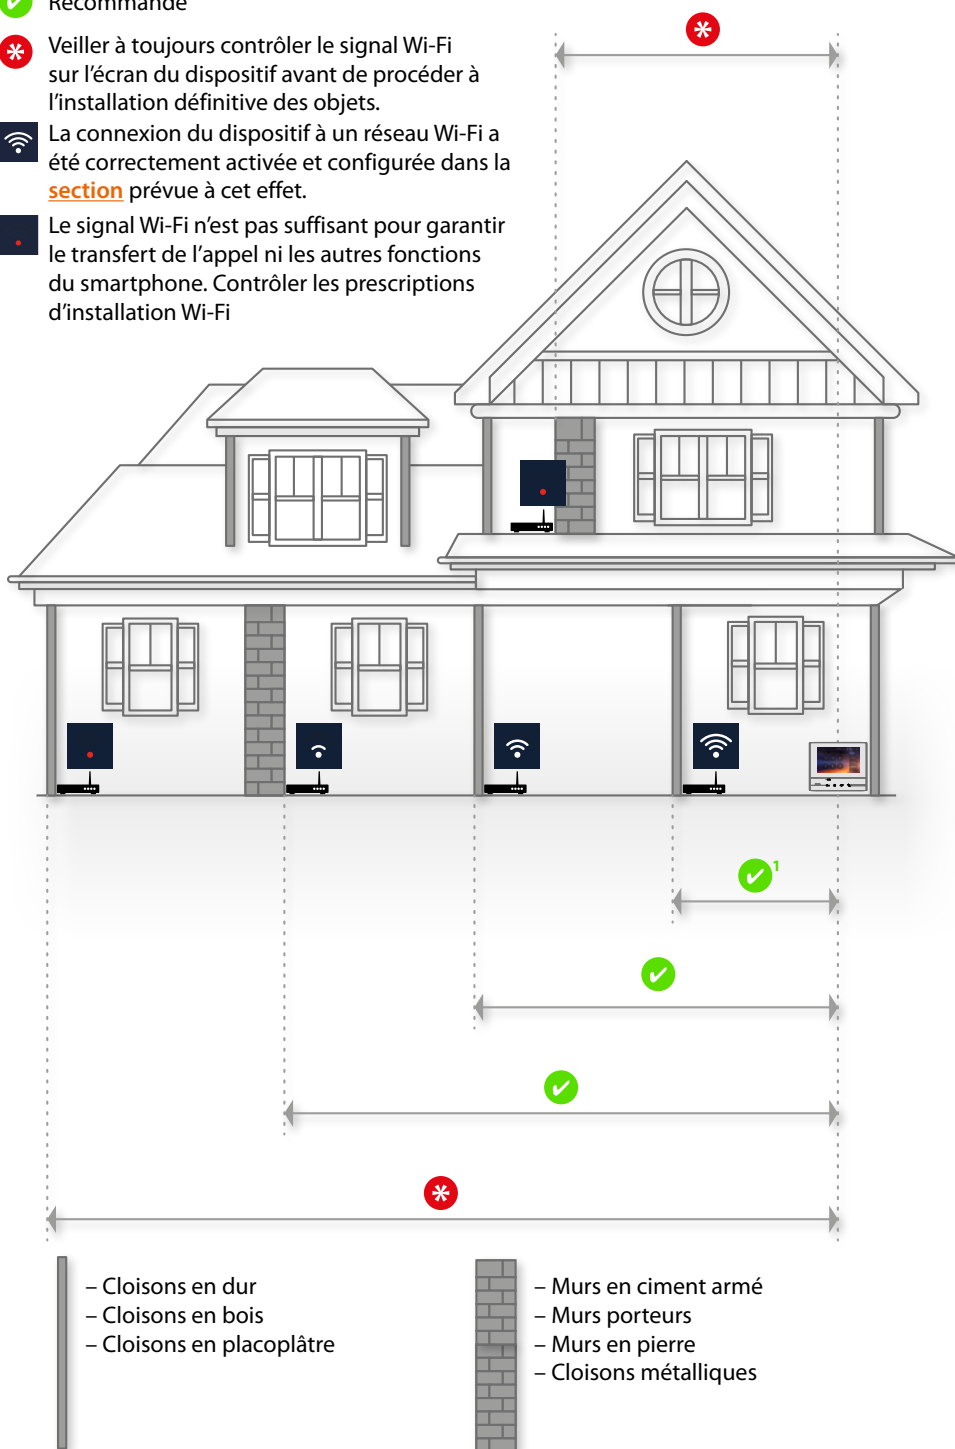 Recommandé
Veiller à toujours contrôler le signal Wi-Fi
sur l’écran du dispositif avant de procéder à
l’installation définitive des objets.
La connexion du dispositif à un réseau Wi-Fi a
été correctement activée et configurée dans la
section prévue à cet effet.
Le signal Wi-Fi n’est pas suffisant pour garantir
le transfert de l’appel ni les autres fonctions
du smartphone. Contrôler les prescriptions
d’installation Wi-Fi
1
– Cloisons en dur
– Cloisons en bois
– Cloisons en placoplâtre
– Murs en ciment armé
– Murs porteurs
– Murs en pierre
– Cloisons métalliques